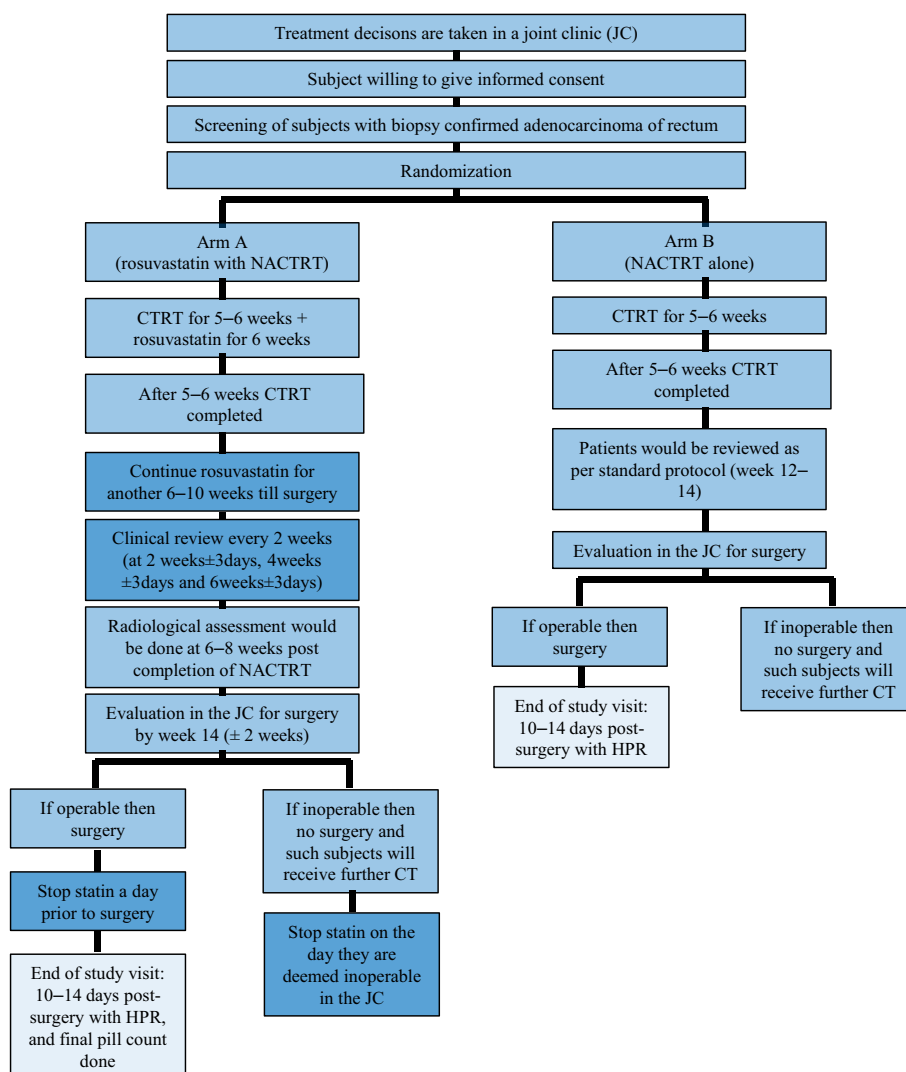 Treatment decisons are taken in a joint clinic (JC)
Subject willing to give informed consent
Screening of subjects with biopsy confirmed adenocarcinoma of rectum
Randomization
Arm A
(rosuvastatin with NACTRT)
CTRT for 5–6 weeks +
rosuvastatin for 6 weeks
After 5–6 weeks CTRT
completed
Continue rosuvastatin for
another 6–10 weeks till surgery
Clinical review every 2 weeks
(at 2 weeks±3days, 4weeks
±3days and 6weeks±3days)
Radiological assessment would
be done at 6–8 weeks post
completion of NACTRT
Evaluation in the JC for surgery
by week 14 (± 2 weeks)
If operable then
surgery
Stop statin a day
prior to surgery
End of study visit:
10–14 days post-
surgery with HPR,
and final pill count
done
If inoperable then
no surgery and
such subjects will
receive further CT
Stop statin on the
day they are
deemed inoperable
in the JC
Arm B
(NACTRT alone)
CTRT for 5–6 weeks
After 5–6 weeks CTRT
completed
Patients would be reviewed as
per standard protocol (week 12–
14)
Evaluation in the JC for surgery
If operable then
surgery
End of study visit:
10–14 days post-
surgery with HPR
If inoperable then
no surgery and
such subjects will
receive further CT